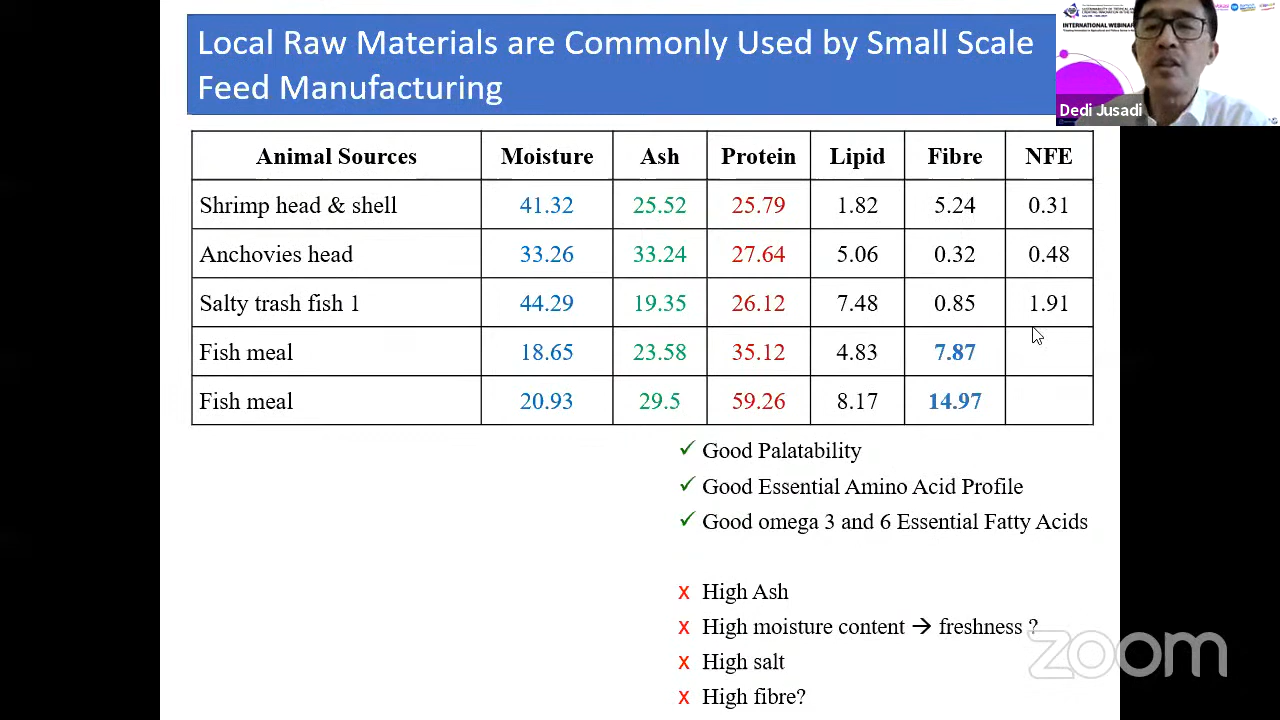 Local Raw Materials are Commonly Used by Small Scale
Feed Manufacturing
INTERNATIONAL WEBINAR
Dedi Jusadi
Animal Sources Moisture Ash Protein Lipid Fibre NFE
Shrimp head & shell 41.32 25.52 25.79 1.82 5.24 0.31
Anchovies head 33.26 33.24 27.64 5.06 0.32 0.48
Salty trash fish 1 44.29 19.35 26.12 7.48 0.85 1.91
Fish meal 18.65 23.58 35.12 4.83 7.87
Fish meal 20.93 29.5 59.26 8.17 14.97
✓ Good Palatability
✓ Good Essential Amino Acid Profile
✓ Good omega 3 and 6 Essential Fatty Acids
x High Ash
x High moisture content → freshness ?
x High salt
x High fibre?
zoom